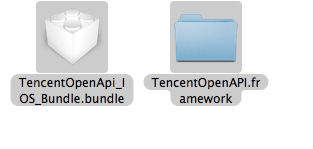 TencentOpenApi_I
OS_Bundle.bundle
TencentOpenAPI.fr
amework